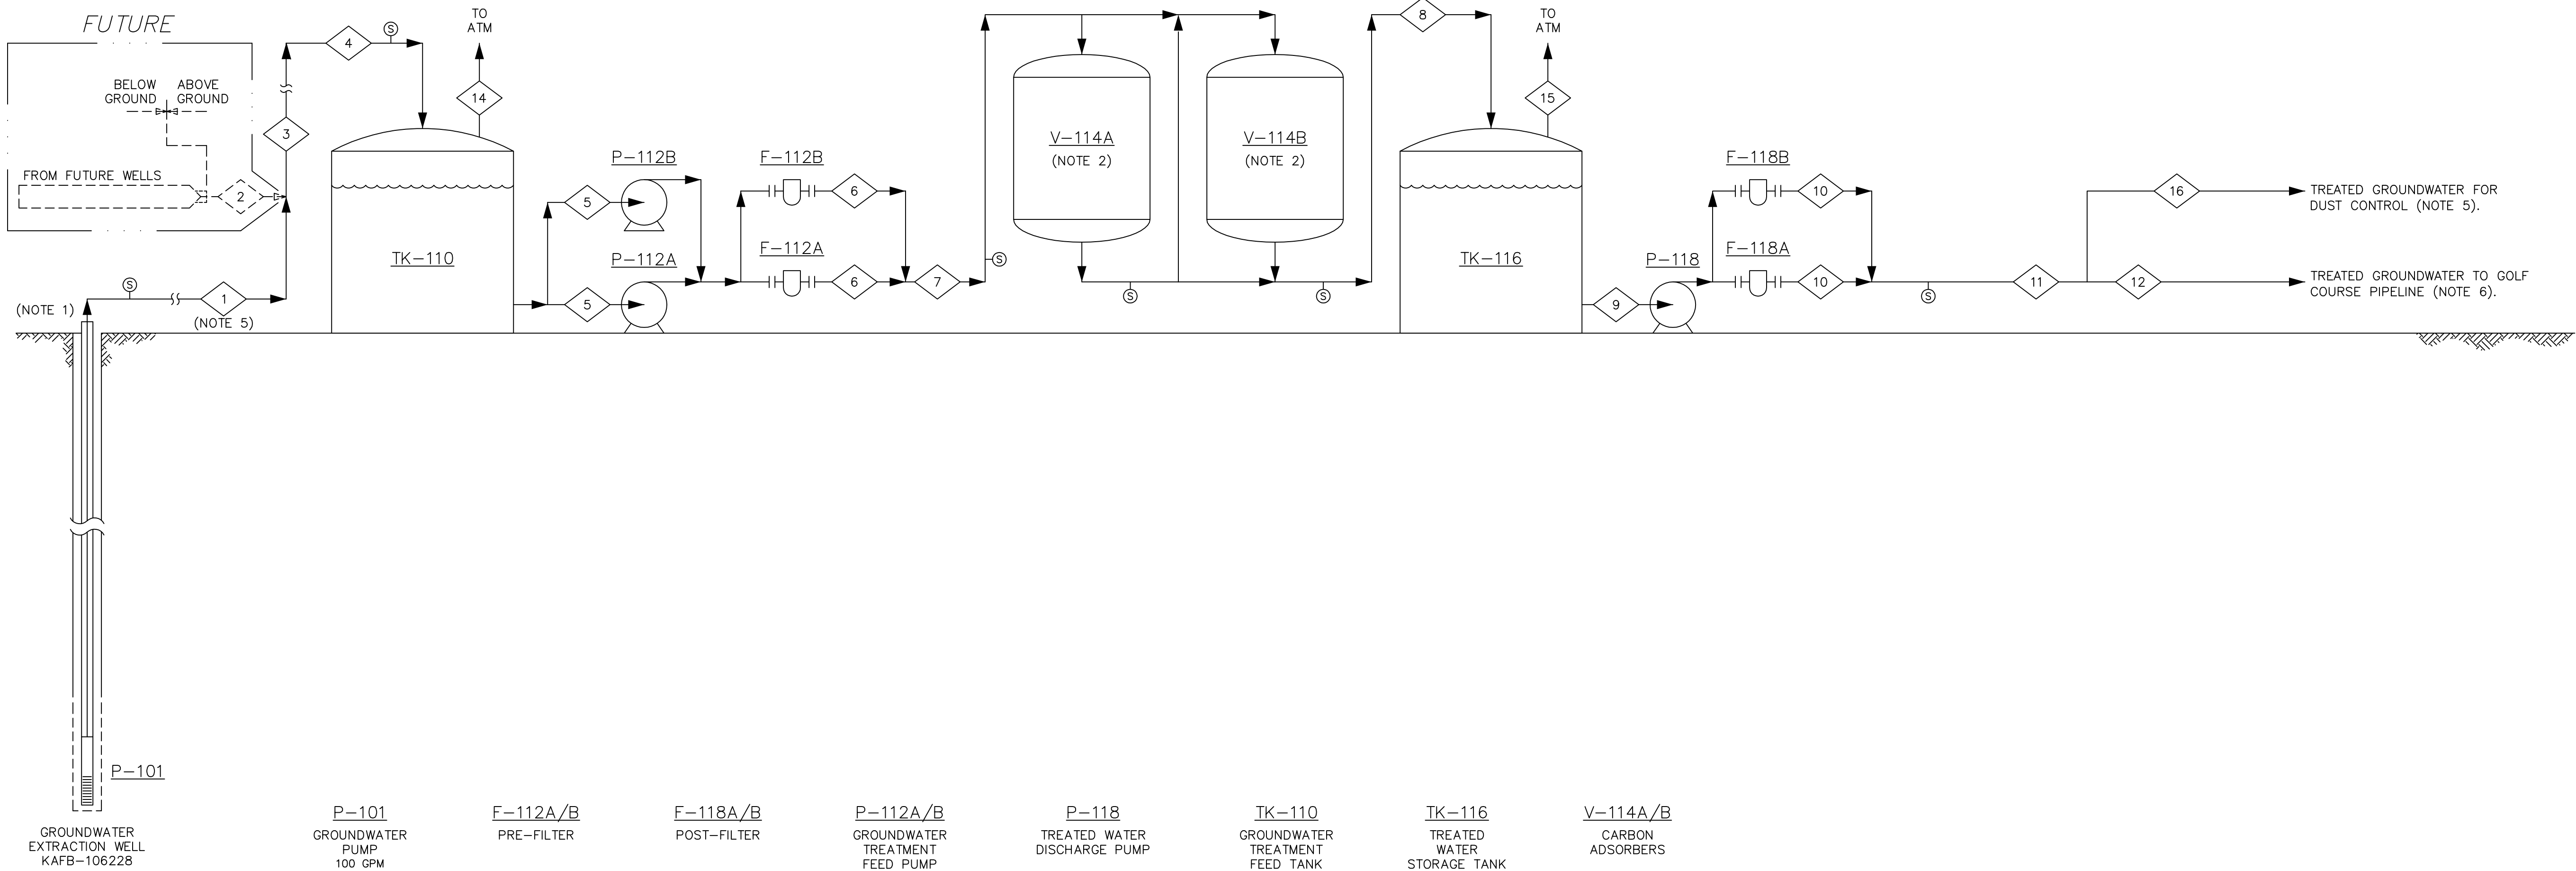 FUTURE
BELOW
GROUND
ABOVE
GROUND
FROM FUTURE WELLS
2
3
4
S
(NOTE 1)
S
1
(NOTE 5)
TO
ATM
14
TK-110
5
5
P-112B
P-112A
F-112B
6
F-112A
6
7
S
V-114A
(NOTE 2)
V-114B
(NOTE 2)
S
S
8
TO
ATM
15
TK-116
9
P-118
F-118B
10
F-118A
10
S
11
16
12
TREATED GROUNDWATER FOR
DUST CONTROL (NOTE 5).
TREATED GROUNDWATER TO GOLF
COURSE PIPELINE (NOTE 6).
P-101
GROUNDWATER
EXTRACTION WELL
KAFB-106228
P-101
GROUNDWATER
PUMP
100 GPM
F-112A/B
PRE-FILTER
F-118A/B
POST-FILTER
P-112A/B
GROUNDWATER
TREATMENT
FEED PUMP
P-118
TREATED WATER
DISCHARGE PUMP
TK-110
GROUNDWATER
TREATMENT
FEED TANK
TK-116
TREATED
WATER
STORAGE TANK
V-114A/B
CARBON
ADSORBERS